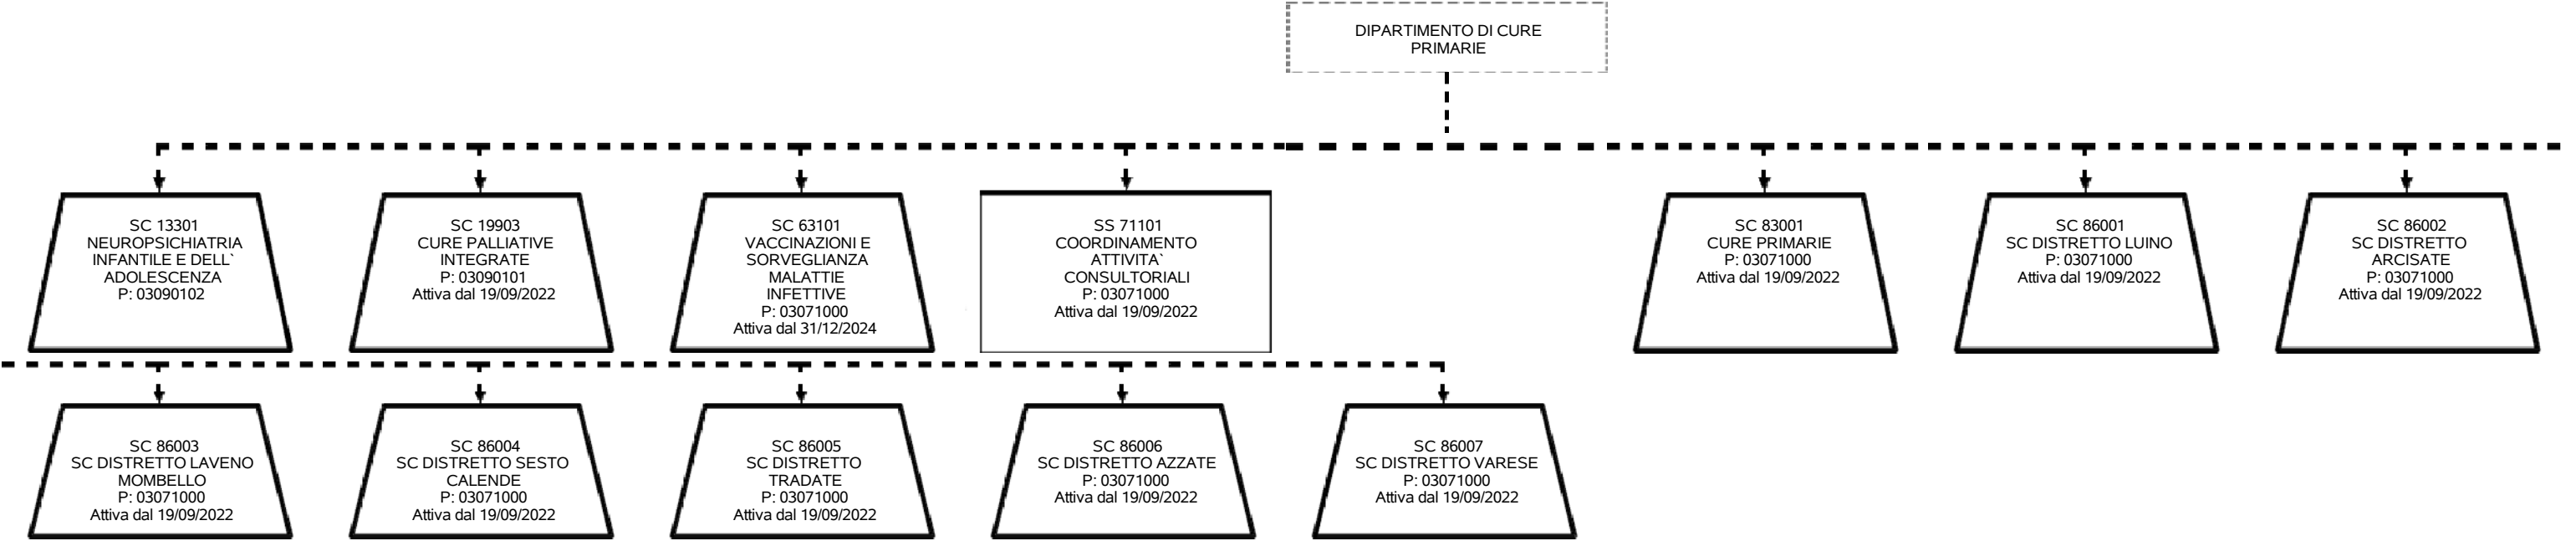 DIPARTIMENTO DI CURE
PRIMARIE
SC 13301
NEUROPSICHIATRIA
INFANTILE E DELL`
ADOLESCENZA
P: 03090102
SC 19903
CURE PALLIATIVE
INTEGRATE
P: 03090101
Attiva dal 19/09/2022
SC 63101
VACCINAZIONI E
SORVEGLIANZA
MALATTIE
INFETTIVE
P: 03071000
Attiva dal 31/12/2024
SS 71101
COORDINAMENTO
ATTIVITA`
CONSULTORIALI
P: 03071000
Attiva dal 19/09/2022
SC 83001
CURE PRIMARIE
P: 03071000
Attiva dal 19/09/2022
SC 86001
SC DISTRETTO LUINO
P: 03071000
Attiva dal 19/09/2022
SC 86002
SC DISTRETTO
ARCISATE
P: 03071000
Attiva dal 19/09/2022
SC 86003
SC DISTRETTO LAVENO
MOMBELLO
P: 03071000
Attiva dal 19/09/2022
SC 86004
SC DISTRETTO SESTO
CALENDE
P: 03071000
Attiva dal 19/09/2022
SC 86005
SC DISTRETTO
TRADATE
P: 03071000
Attiva dal 19/09/2022
SC 86006
SC DISTRETTO AZZATE
P: 03071000
Attiva dal 19/09/2022
SC 86007
SC DISTRETTO VARESE
P: 03071000
Attiva dal 19/09/2022